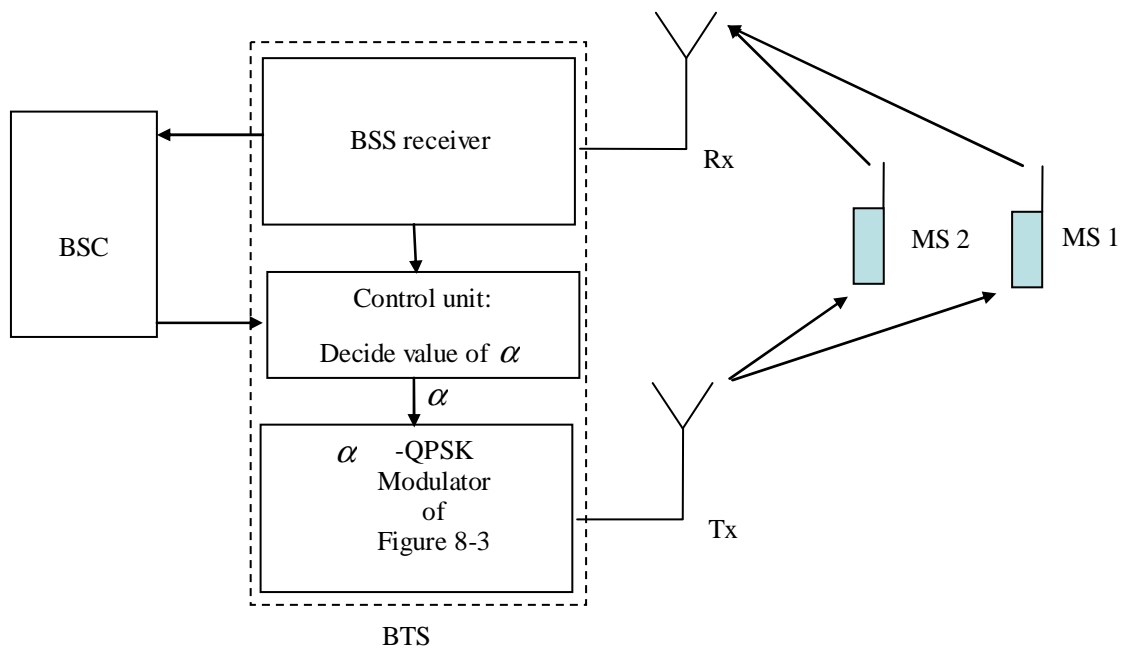 BSS receiver
Rx
BSC
MS 2
MS 1
Control unit:
Decide value of α
α
α -QPSK
Modulator
of
Figure 8-3
Tx
BTS